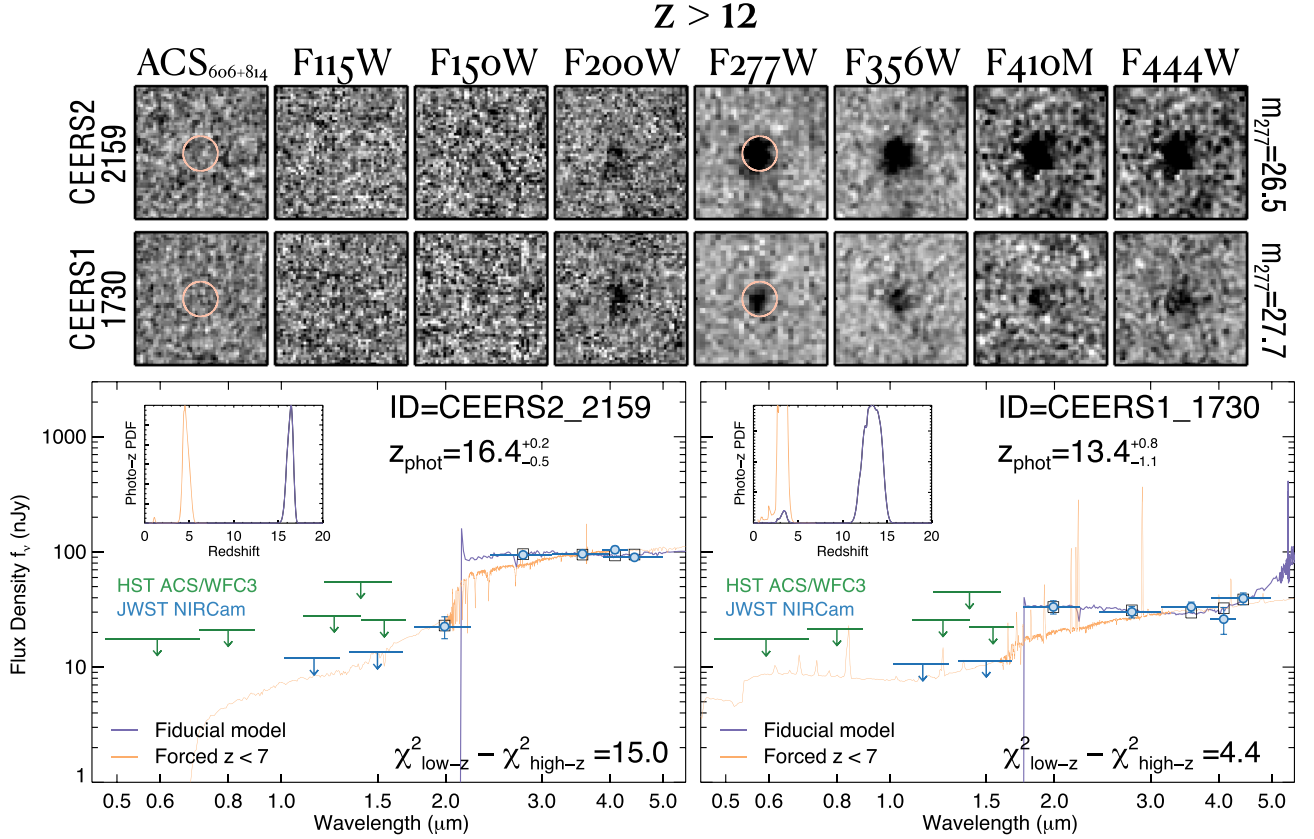 z > 12
ACS606+814 F115W F150W F200W F277W F356W F410M F444W
CEERS2
2159
m277=26.5
CEERS1
1730
m277=27.7
ID=CEERS2_2159
zphot=16.4 +0.2 −0.5
Photo−z PDF
0 5 10 15 20
Redshift
HST ACS/WFC3
JWST NIRCam
Fiducial model
Forced z < 7
χ²low−z − χ²high−z =15.0
Flux Density fν (nJy)
1000
100
10
1
0.5 0.6 0.8 1.0 1.5 2.0 3.0 4.0 5.0
Wavelength (μm)
ID=CEERS1_1730
zphot=13.4 +0.8 −1.1
Photo−z PDF
0 5 10 15 20
Redshift
HST ACS/WFC3
JWST NIRCam
Fiducial model
Forced z < 7
χ²low−z − χ²high−z =4.4
0.5 0.6 0.8 1.0 1.5 2.0 3.0 4.0 5.0
Wavelength (μm)